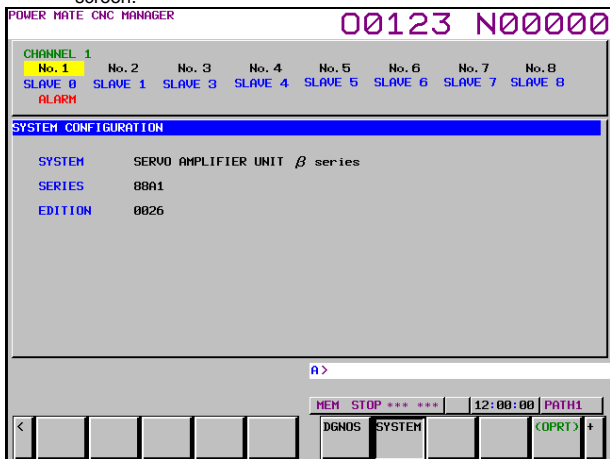 screen.
POWER MATE CNC MANAGER O0123 N00000
CHANNEL 1
No. 1 No. 2 No. 3 No. 4 No. 5 No. 6 No. 7 No. 8
SLAVE 0 SLAVE 1 SLAVE 3 SLAVE 4 SLAVE 5 SLAVE 6 SLAVE 7 SLAVE 8
ALARM
SYSTEM CONFIGURATION
SYSTEM SERVO AMPLIFIER UNIT β series
SERIES 88A1
EDITION 0026
A>
MEM STOP *** *** 12:00:00 PATH1
< DGNOS SYSTEM (OPRT) +